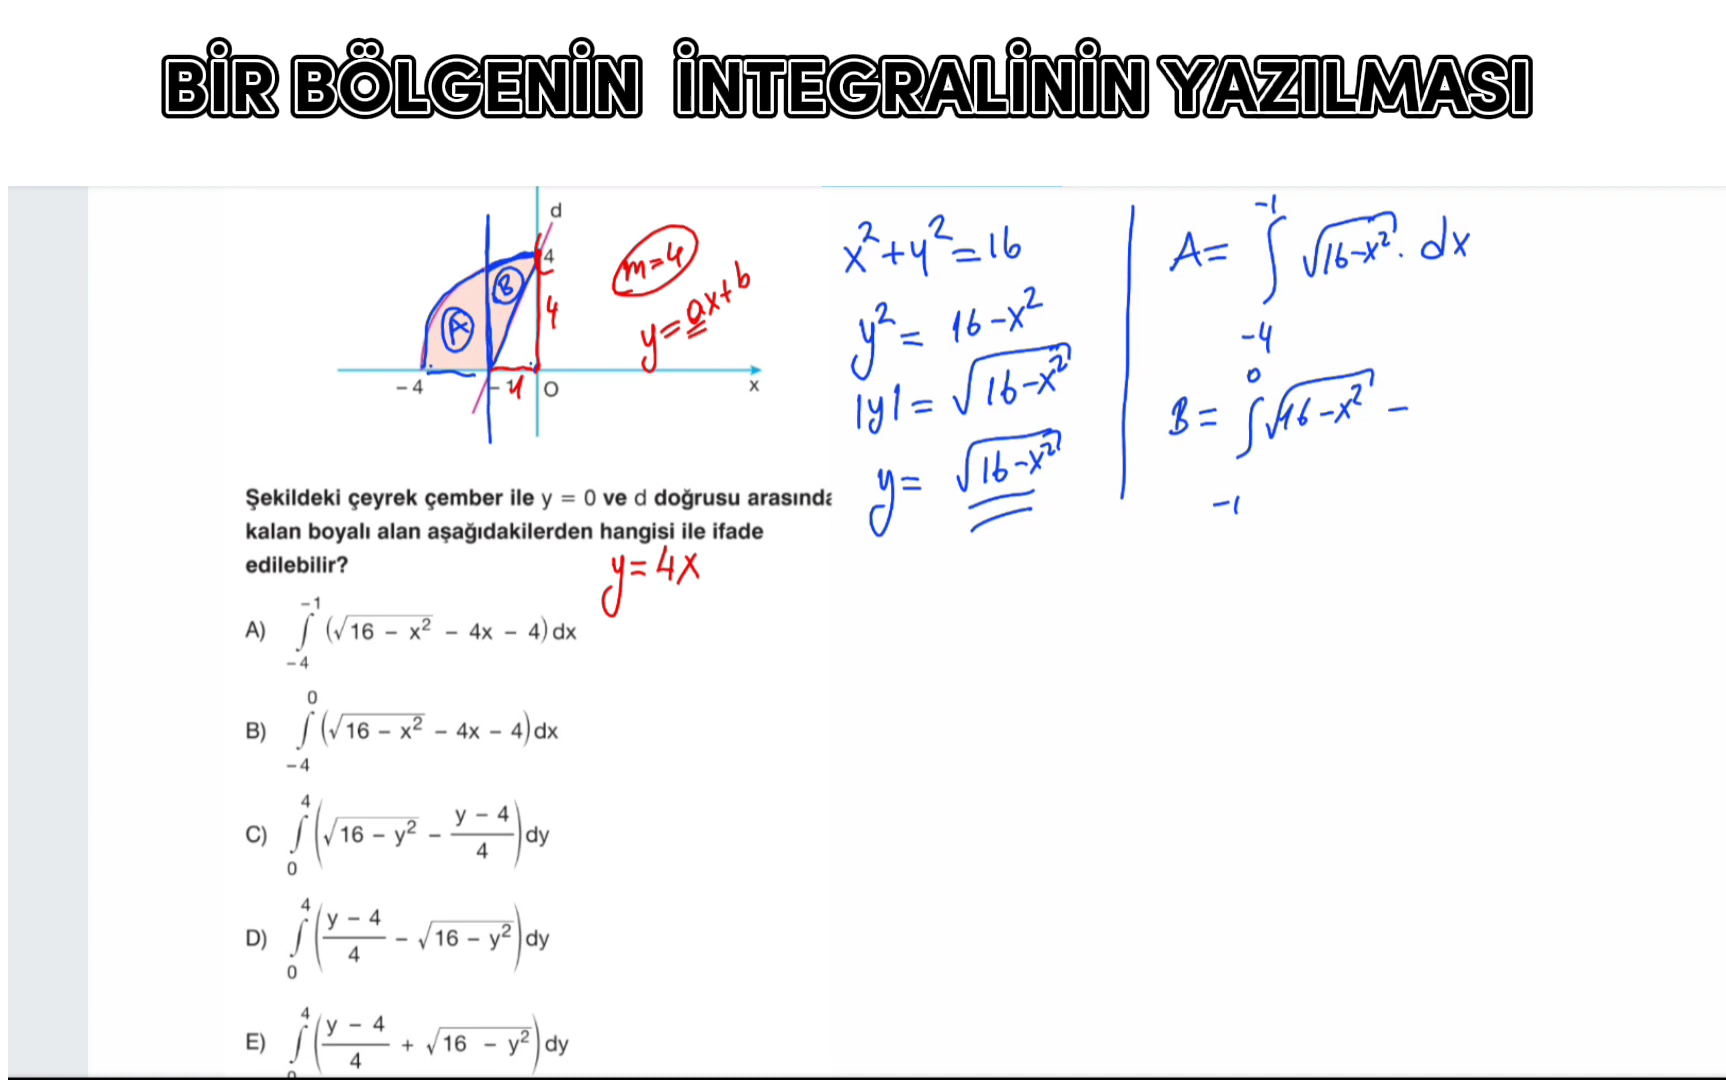 BİR BÖLGENİN İNTEGRALİNİN YAZILMASI
d
4
4
B
A
-4
-1
O
x
m=4
y=ax+b
x²+y²=16
y²= 16-x²
|y|= √16-x²
y= √16-x²
-1
A= ∫ √16-x² . dx
-4
0
B= ∫√16-x² -
-1
Şekildeki çeyrek çember ile y = 0 ve d doğrusu arasında
kalan boyalı alan aşağıdakilerden hangisi ile ifade
edilebilir?
y=4x
-1
A) ∫ (√16 - x² - 4x - 4) dx
-4
0
B) ∫ (√16 - x² - 4x - 4) dx
-4
4
C) ∫ (√16 - y² - (y - 4)/4) dy
0
4
D) ∫ ((y - 4)/4 - √16 - y²) dy
0
4
E) ∫ ((y - 4)/4 + √16 - y²) dy